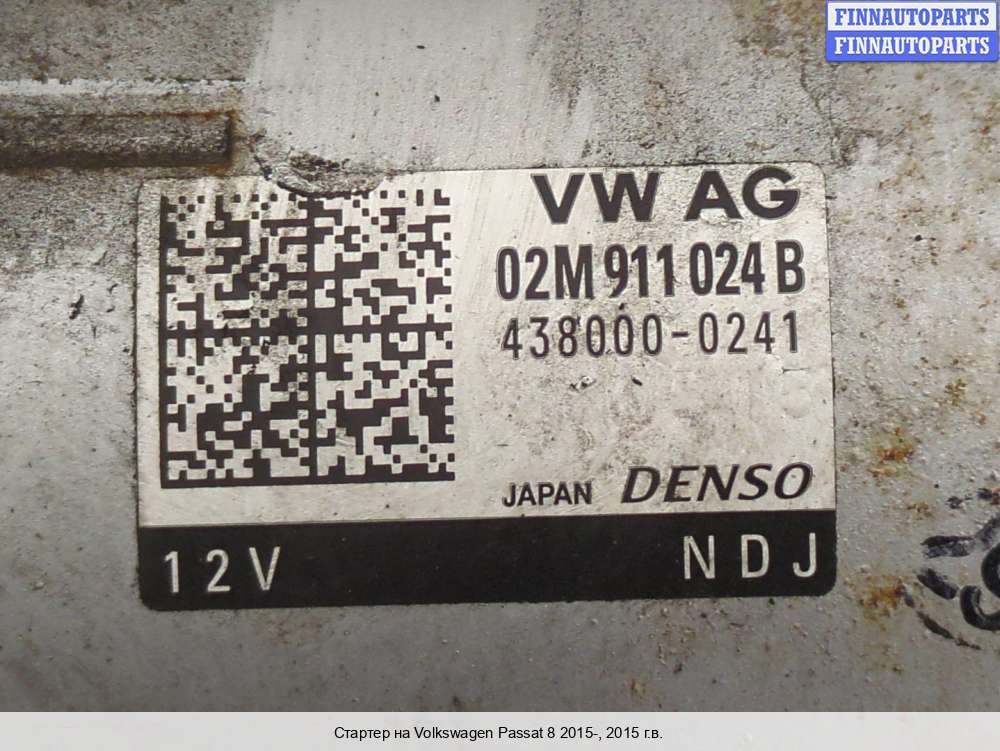 FINNAUTOPARTS
FINNAUTOPARTS
VW AG
02M 911 024 B
438000-0241
JAPAN DENSO
12V NDJ
Стартер на Volkswagen Passat 8 2015-, 2015 г.в.